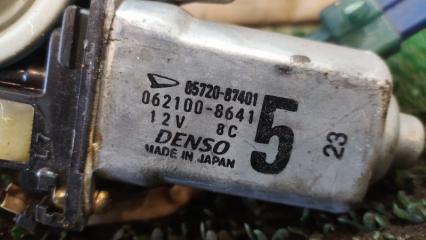 85720-87401
062100-8641
12V 8C
DENSO
MADE IN JAPAN
5
23